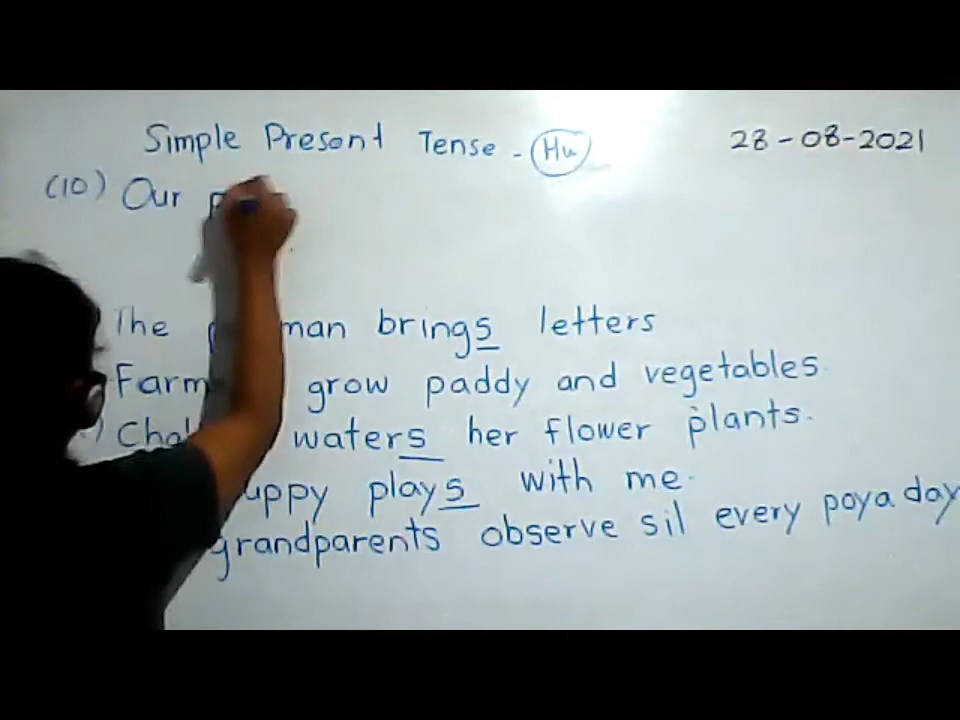 Simple Present Tense - Hu 28-08-2021
(10) Our
The man brings letters
grow paddy and vegetables
waters her flower plants.
plays with me.
grandparents observe sil every poya day